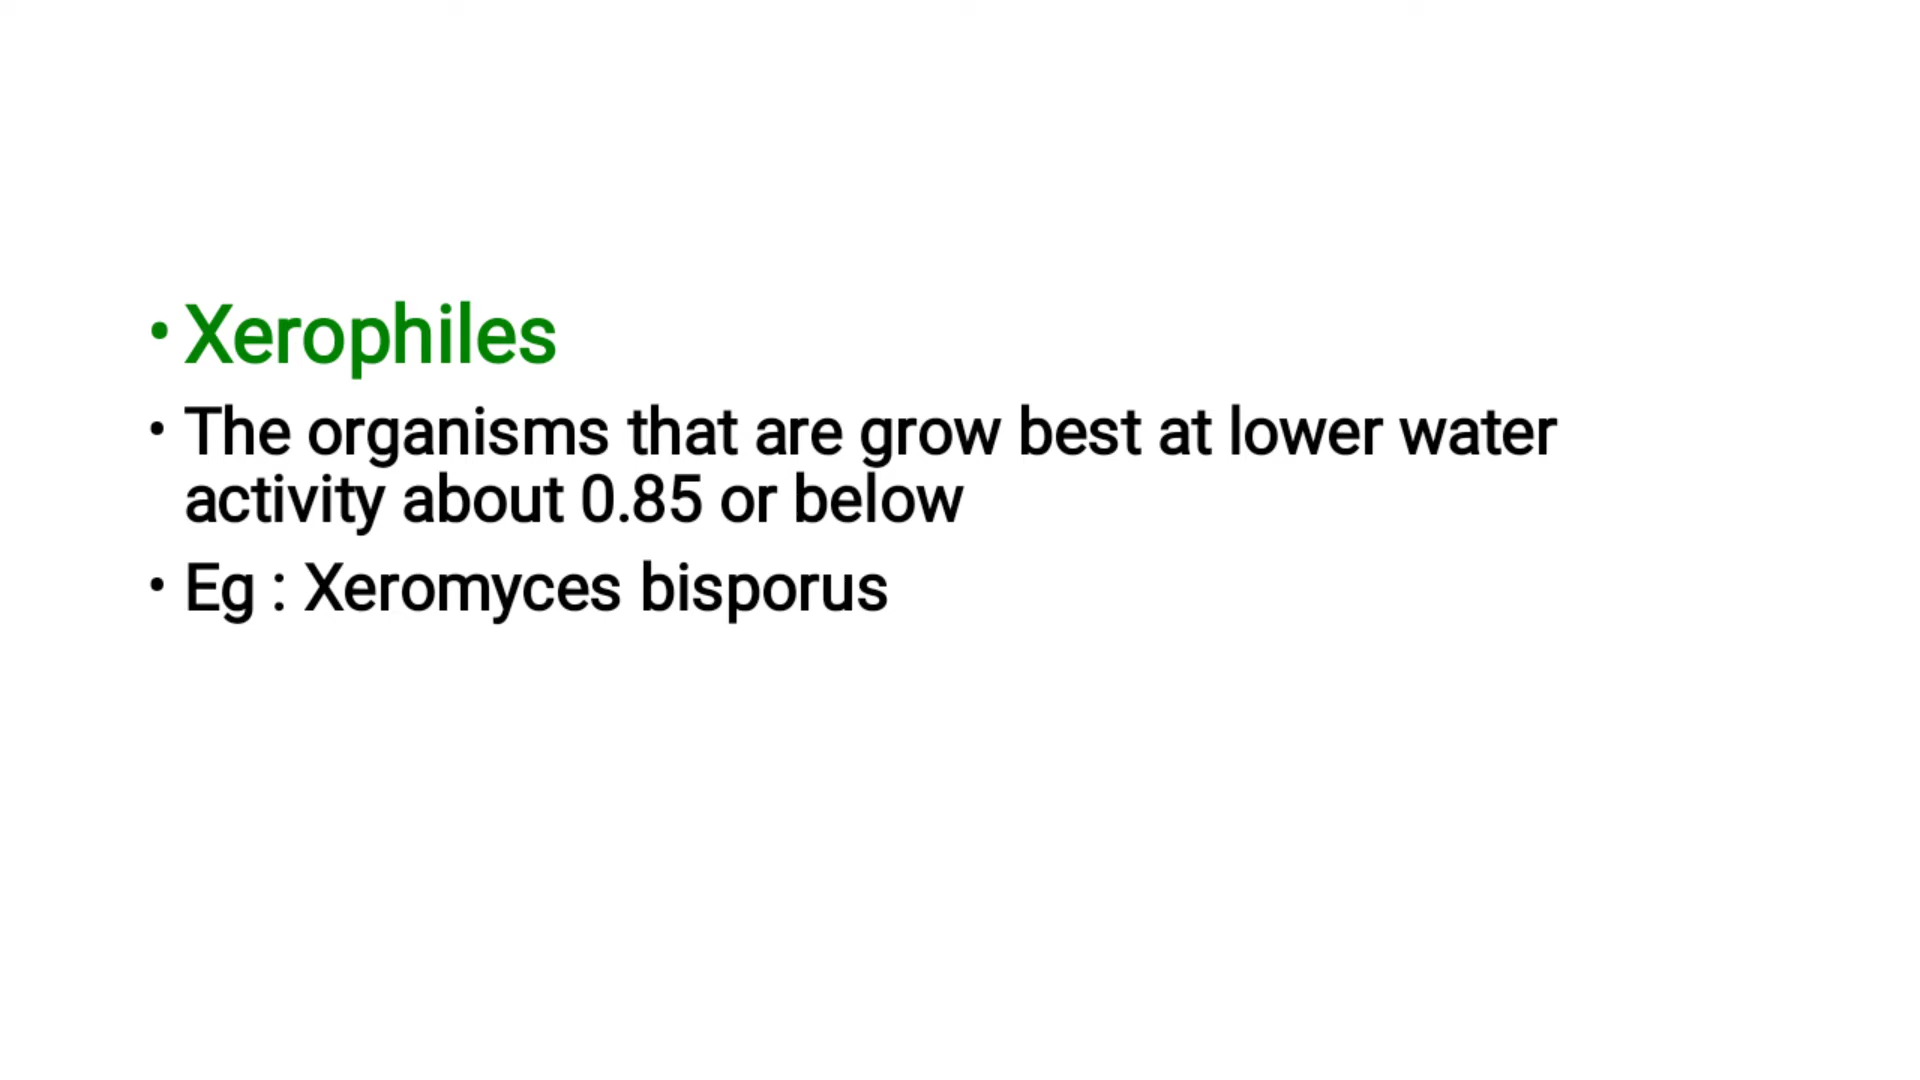 • Xerophiles
• The organisms that are grow best at lower water
activity about 0.85 or below
• Eg : Xeromyces bisporus